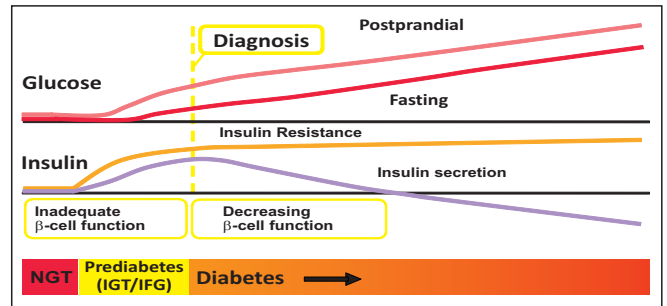 Postprandial
Diagnosis
Glucose
Fasting
Insulin Resistance
Insulin
Insulin secretion
Inadequate
β-cell function
Decreasing
β-cell function
NGT
Prediabetes
(IGT/IFG)
Diabetes